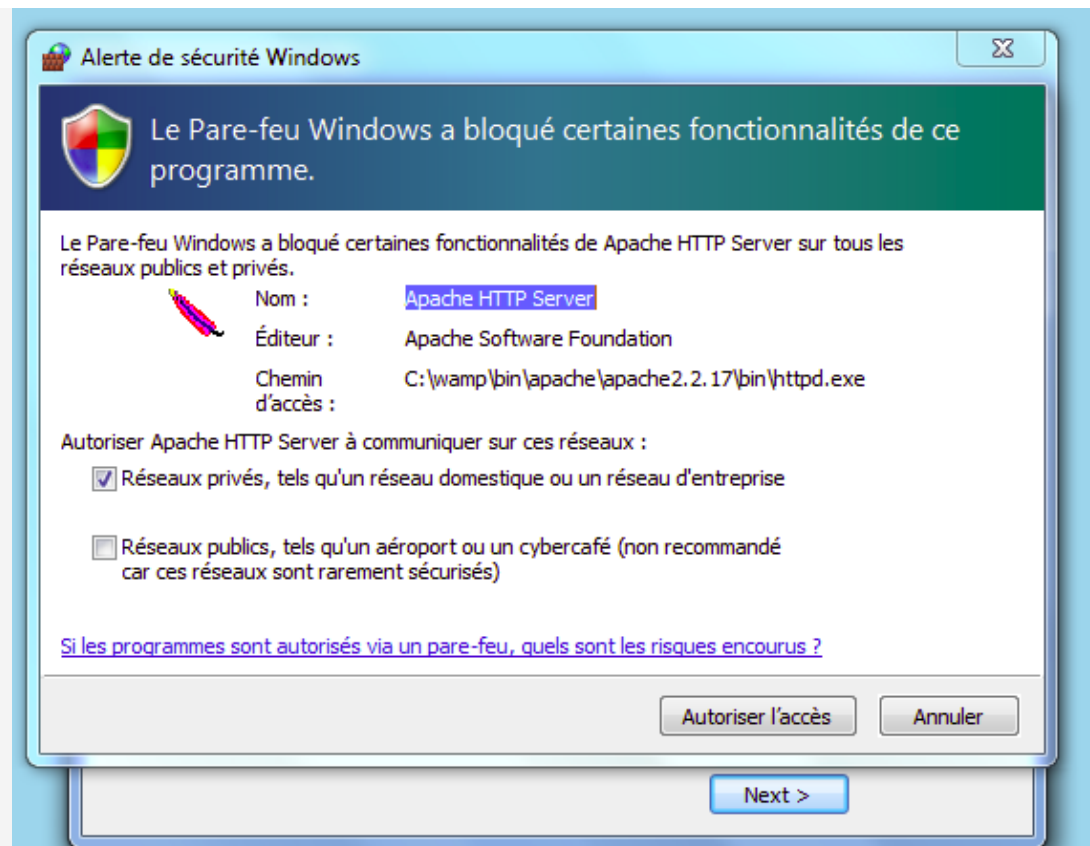 Alerte de sécurité Windows
Le Pare-feu Windows a bloqué certaines fonctionnalités de ce
programme.
Le Pare-feu Windows a bloqué certaines fonctionnalités de Apache HTTP Server sur tous les
réseaux publics et privés.
Nom : Apache HTTP Server
Éditeur : Apache Software Foundation
Chemin C:\wamp\bin\apache\apache2.2.17\bin\httpd.exe
d'accès :
Autoriser Apache HTTP Server à communiquer sur ces réseaux :
Réseaux privés, tels qu'un réseau domestique ou un réseau d'entreprise
Réseaux publics, tels qu'un aéroport ou un cybercafé (non recommandé
car ces réseaux sont rarement sécurisés)
Si les programmes sont autorisés via un pare-feu, quels sont les risques encourus ?
Autoriser l'accès Annuler
Next >